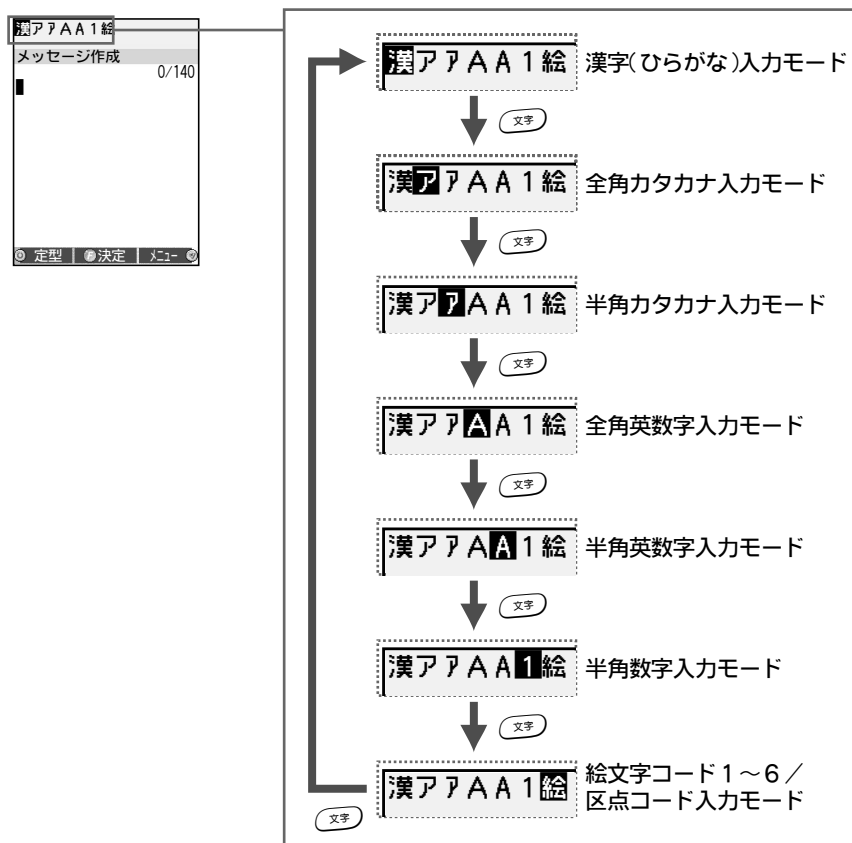 漢アｱＡA1絵
メッセージ作成
0/140
定型 決定 ﾒﾆｭｰ
漢アｱＡA1絵 漢字(ひらがな)入力モード
文字
漢アｱＡA1絵 全角カタカナ入力モード
文字
漢アｱＡA1絵 半角カタカナ入力モード
文字
漢アｱＡA1絵 全角英数字入力モード
文字
漢アｱＡA1絵 半角英数字入力モード
文字
漢アｱＡA1絵 半角数字入力モード
文字
漢アｱＡA1絵 絵文字コード１〜６／
区点コード入力モード
文字